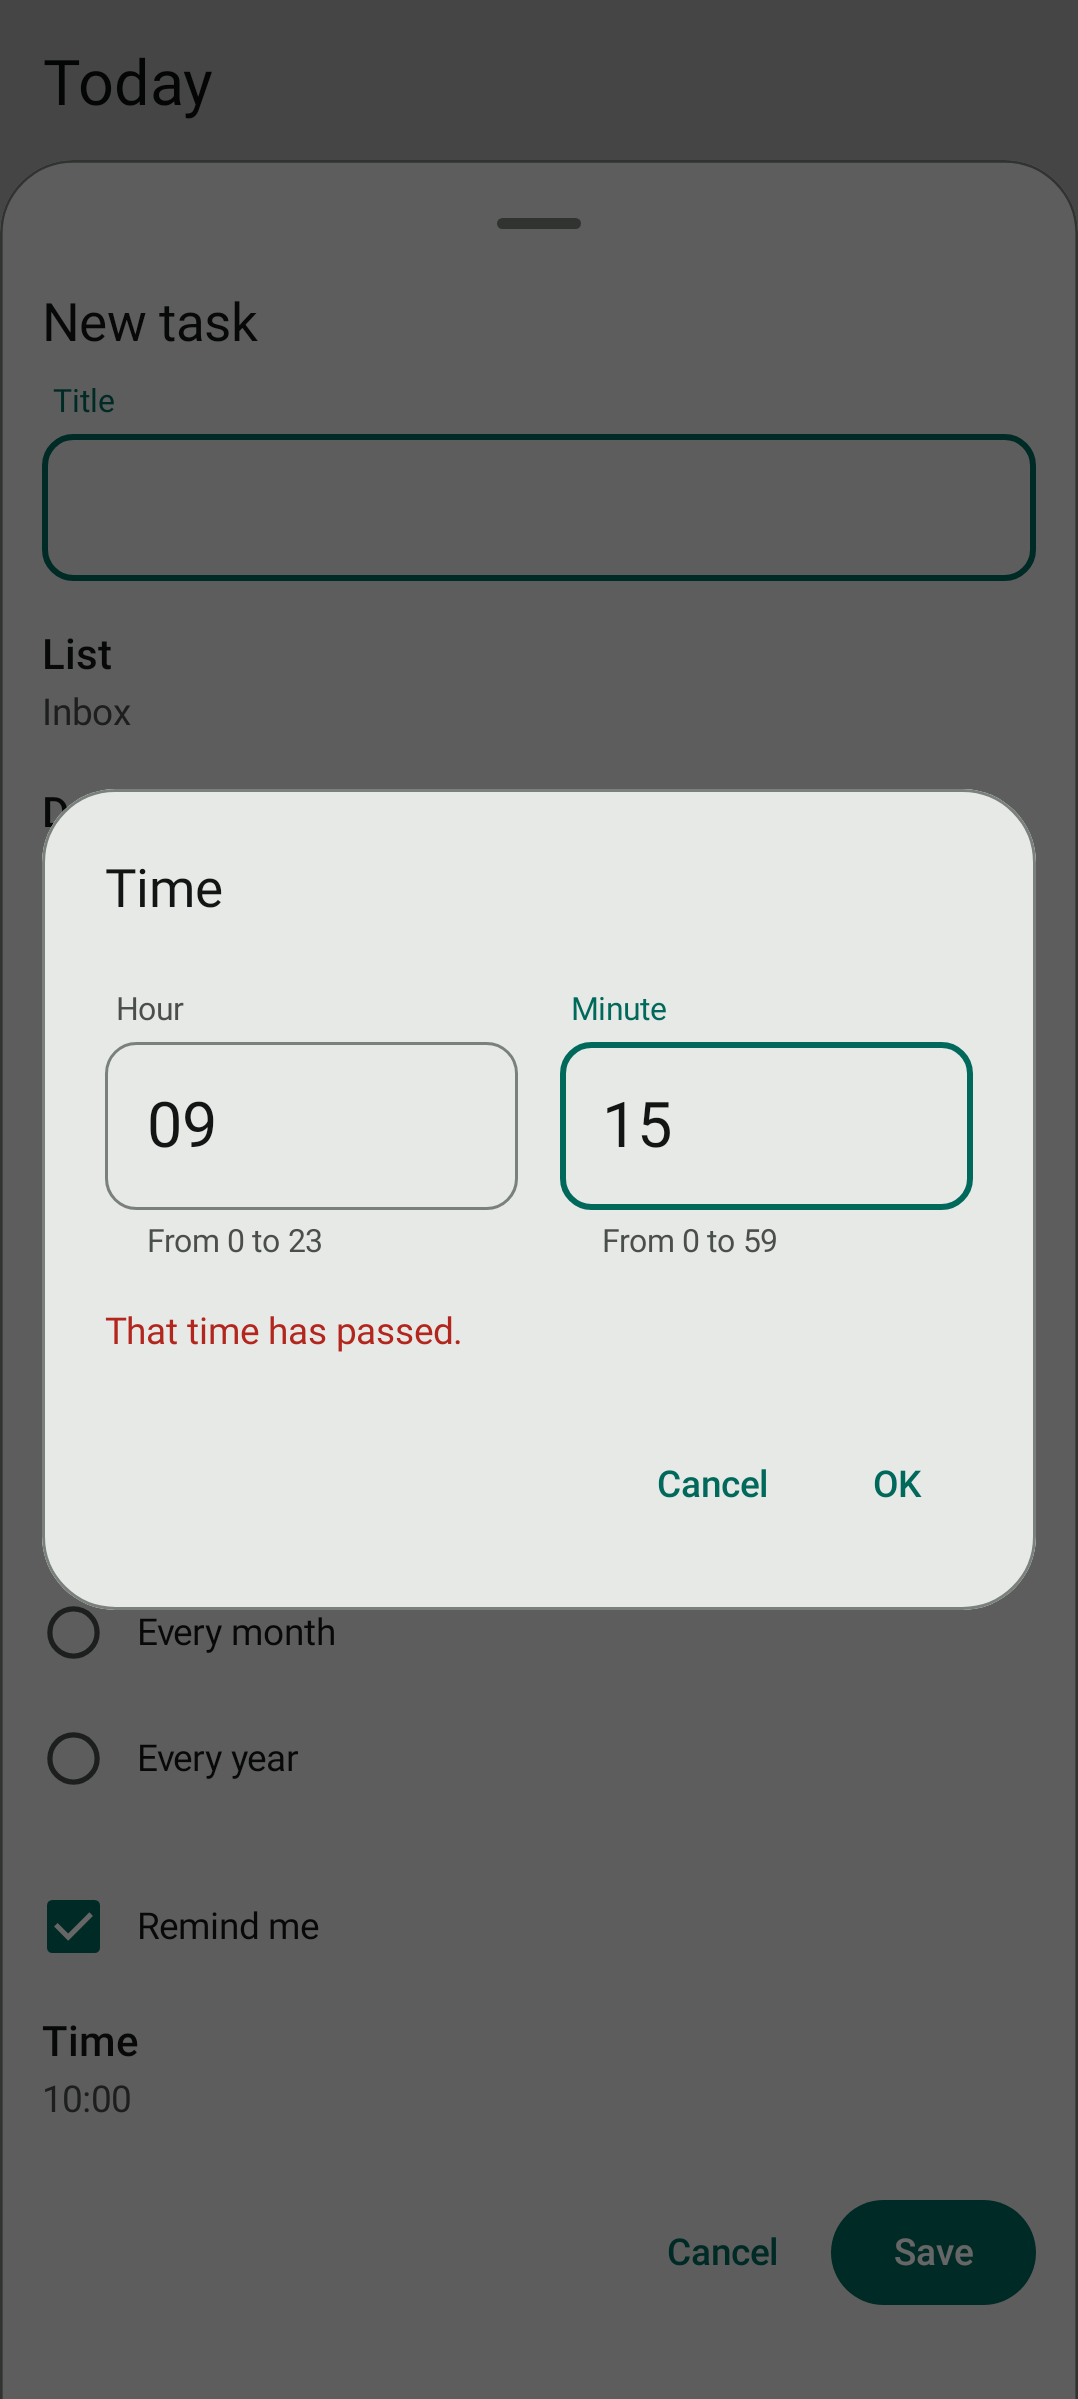 Today
New task
Title
List
Inbox
Time
Hour
Minute
09
15
From 0 to 23
From 0 to 59
That time has passed.
Cancel
OK
Every month
Every year
Remind me
Time
10:00
Cancel
Save